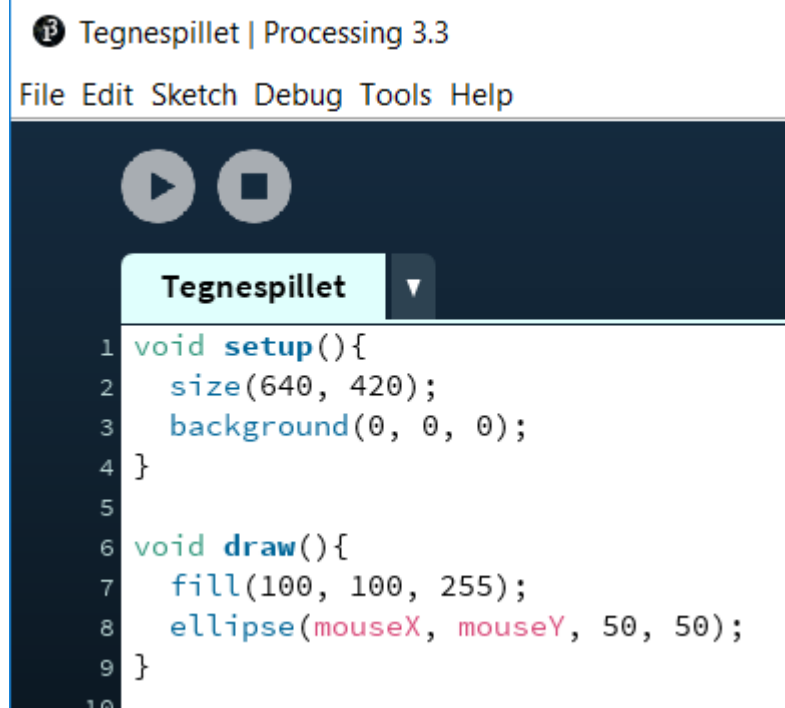 Tegnespillet | Processing 3.3
File Edit Sketch Debug Tools Help
Tegnespillet ▼
1 void setup(){
2   size(640, 420);
3   background(0, 0, 0);
4 }
5
6 void draw(){
7   fill(100, 100, 255);
8   ellipse(mouseX, mouseY, 50, 50);
9 }
10